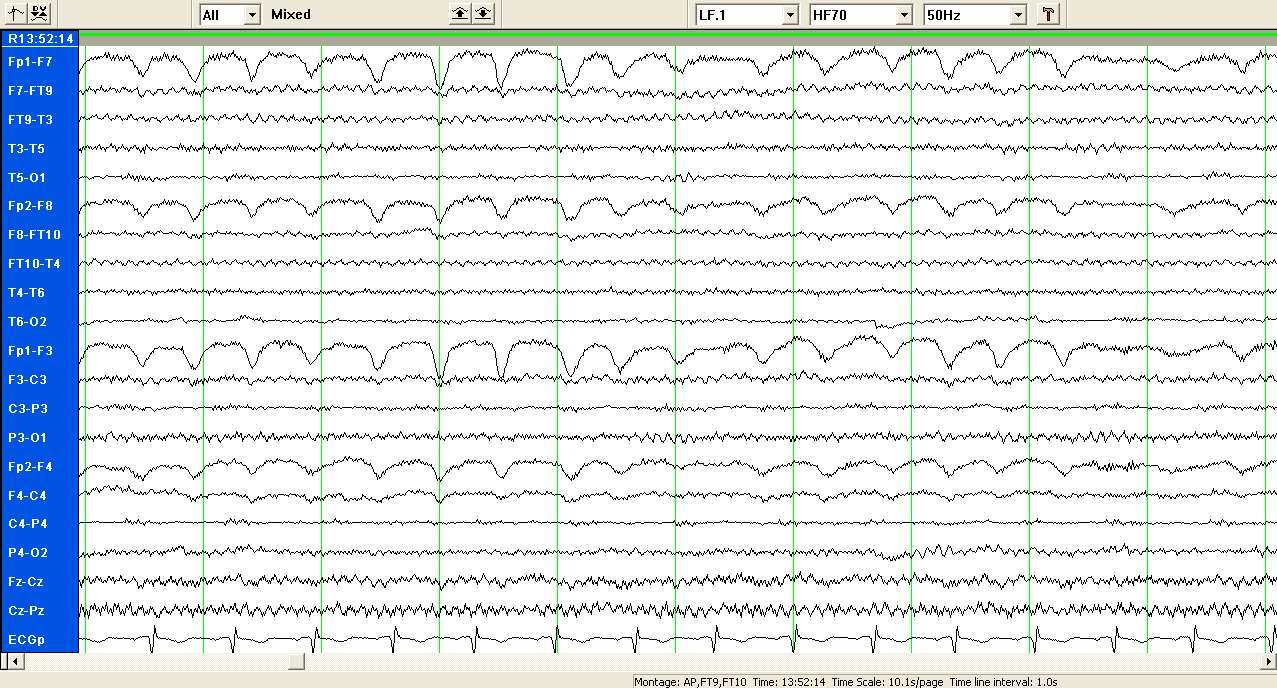 All Mixed LF.1 HF70 50Hz
R13:52:14
Fp1-F7
F7-FT9
FT9-T3
T3-T5
T5-O1
Fp2-F8
F8-FT10
FT10-T4
T4-T6
T6-O2
Fp1-F3
F3-C3
C3-P3
P3-O1
Fp2-F4
F4-C4
C4-P4
P4-O2
Fz-Cz
Cz-Pz
ECGp
Montage: AP,FT9,FT10 Time: 13:52:14 Time Scale: 10.1s/page Time line interval: 1.0s